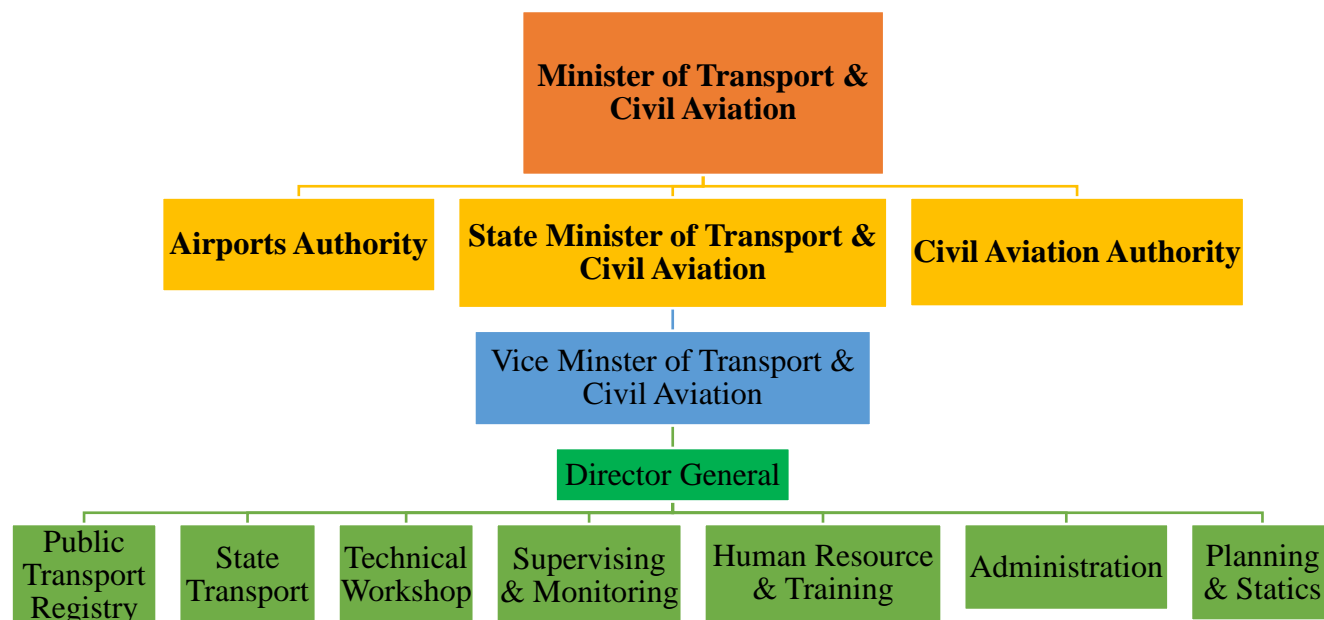 Minister of Transport &
Civil Aviation
Airports Authority
State Minister of Transport &
Civil Aviation
Civil Aviation Authority
Vice Minster of Transport &
Civil Aviation
Director General
Public
Transport
Registry
State
Transport
Technical
Workshop
Supervising
& Monitoring
Human Resource
& Training
Administration
Planning
& Statics